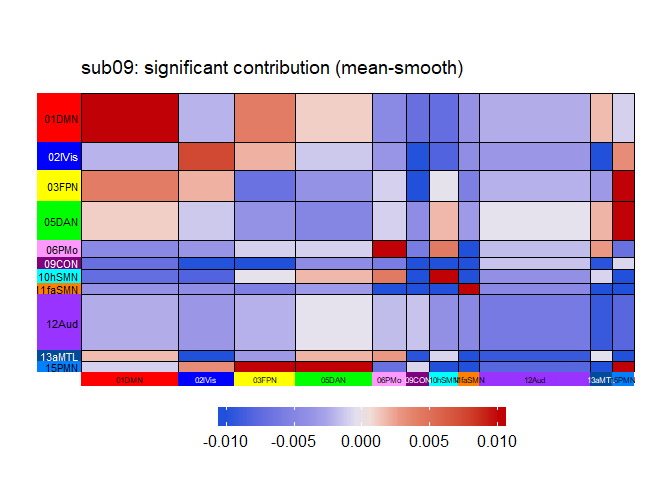 sub09: significant contribution (mean-smooth)
01DMN
02lVis
03FPN
05DAN
06PMo
09CON
10hSMN
11faSMN
12Aud
13aMTL
15PMN
01DMN 02lVis 03FPN 05DAN 06PMo 09CON 10hSMN 11faSMN 12Aud 13aMTL 15PMN
-0.010 -0.005 0.000 0.005 0.010